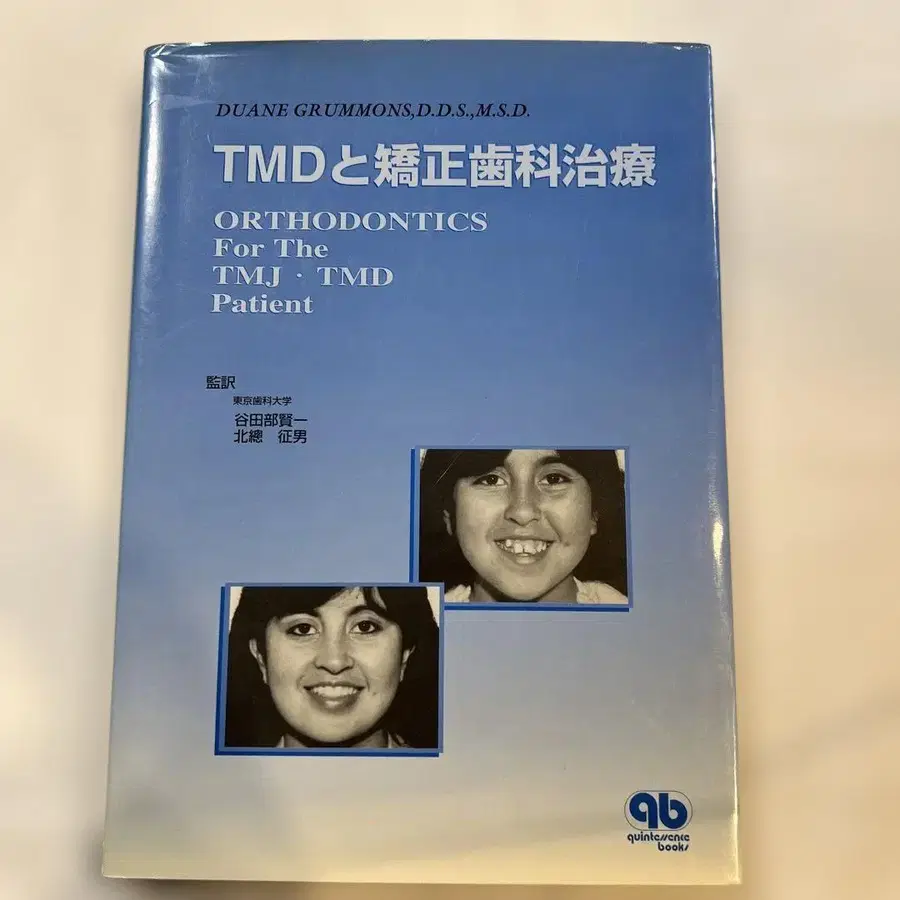 DUANE GRUMMONS,D.D.S.,M.S.D.
TMDと矯正歯科治療
ORTHODONTICS
For The
TMJ・TMD
Patient
監訳
東京歯科大学
谷田部賢一
北總　征男
qb
quintessence
books